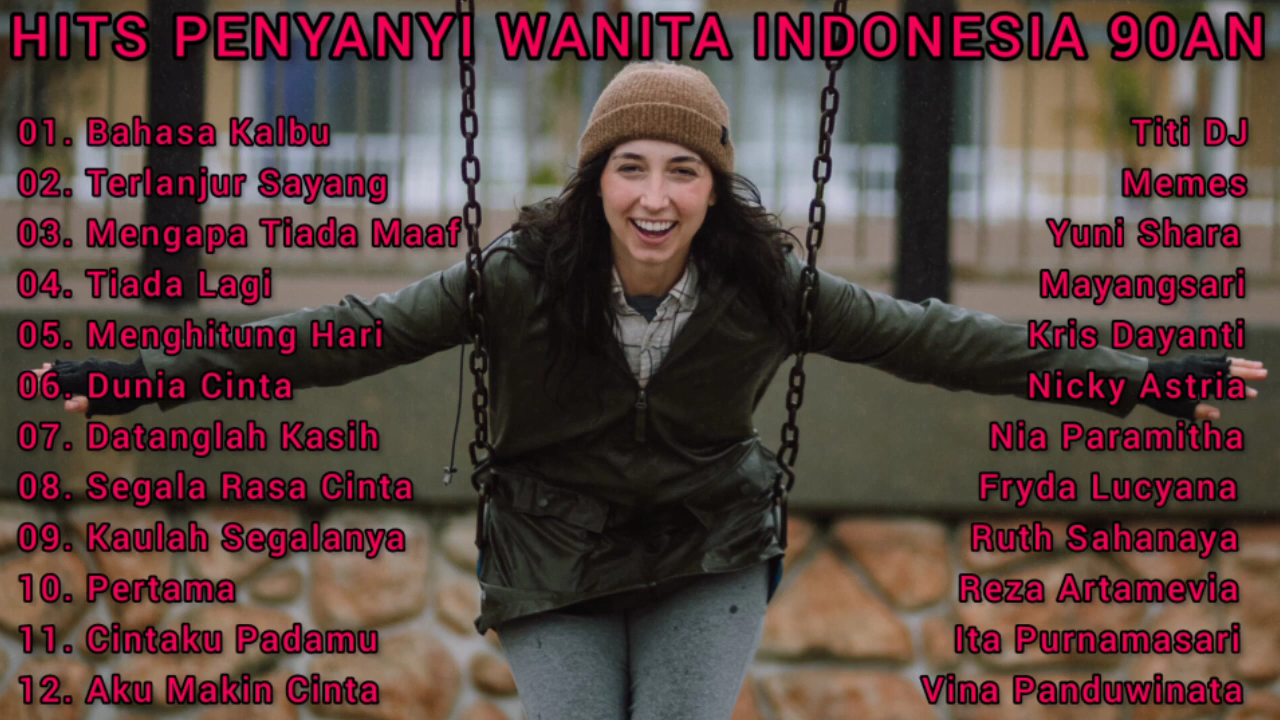 HITS PENYANYI WANITA INDONESIA 90AN
01. Bahasa Kalbu Titi DJ
02. Terlanjur Sayang Memes
03. Mengapa Tiada Maaf Yuni Shara
04. Tiada Lagi Mayangsari
05. Menghitung Hari Kris Dayanti
06. Dunia Cinta Nicky Astria
07. Datanglah Kasih Nia Paramitha
08. Segala Rasa Cinta Fryda Lucyana
09. Kaulah Segalanya Ruth Sahanaya
10. Pertama Reza Artamevia
11. Cintaku Padamu Ita Purnamasari
12. Aku Makin Cinta Vina Panduwinata